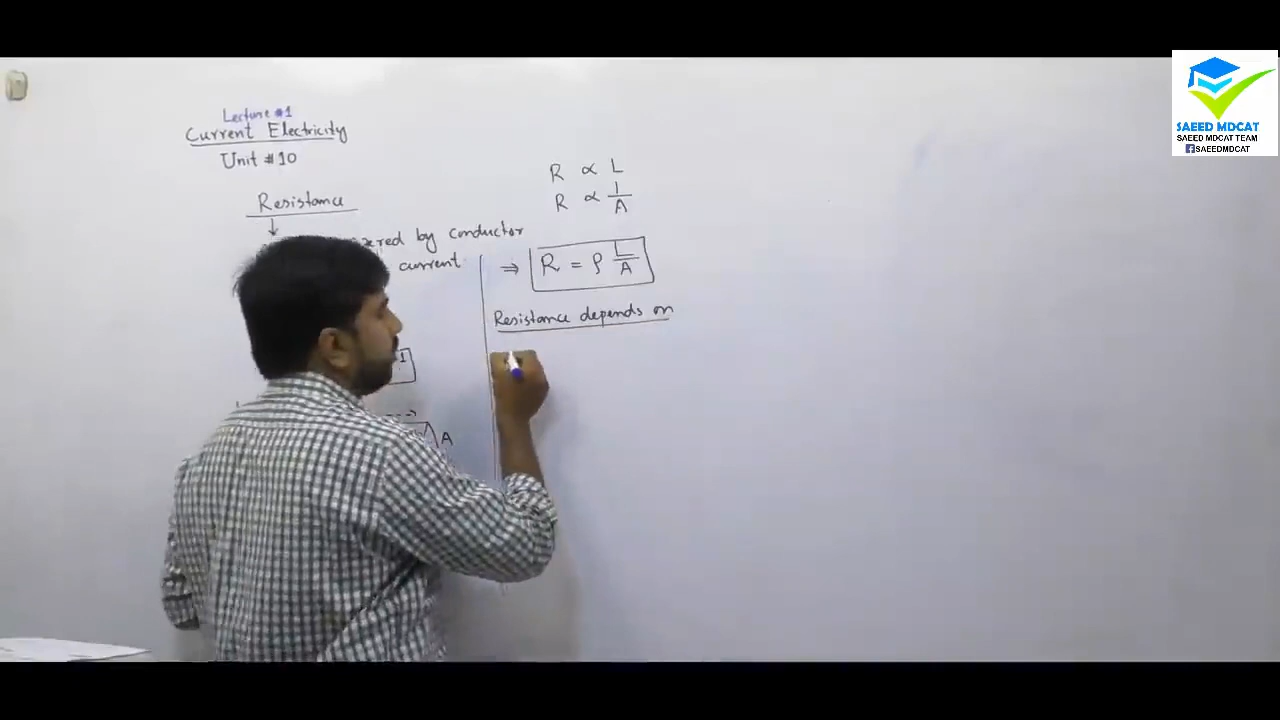 Lecture #1
Current Electricity
Unit #10
Resistance
↓
by conductor
current
1
A
R ∝ L
R ∝ 1/A
⇒ R = ρ L/A
Resistance depends on
SAEED MDCAT
SAEED MDCAT TEAM
SAEEDMDCAT